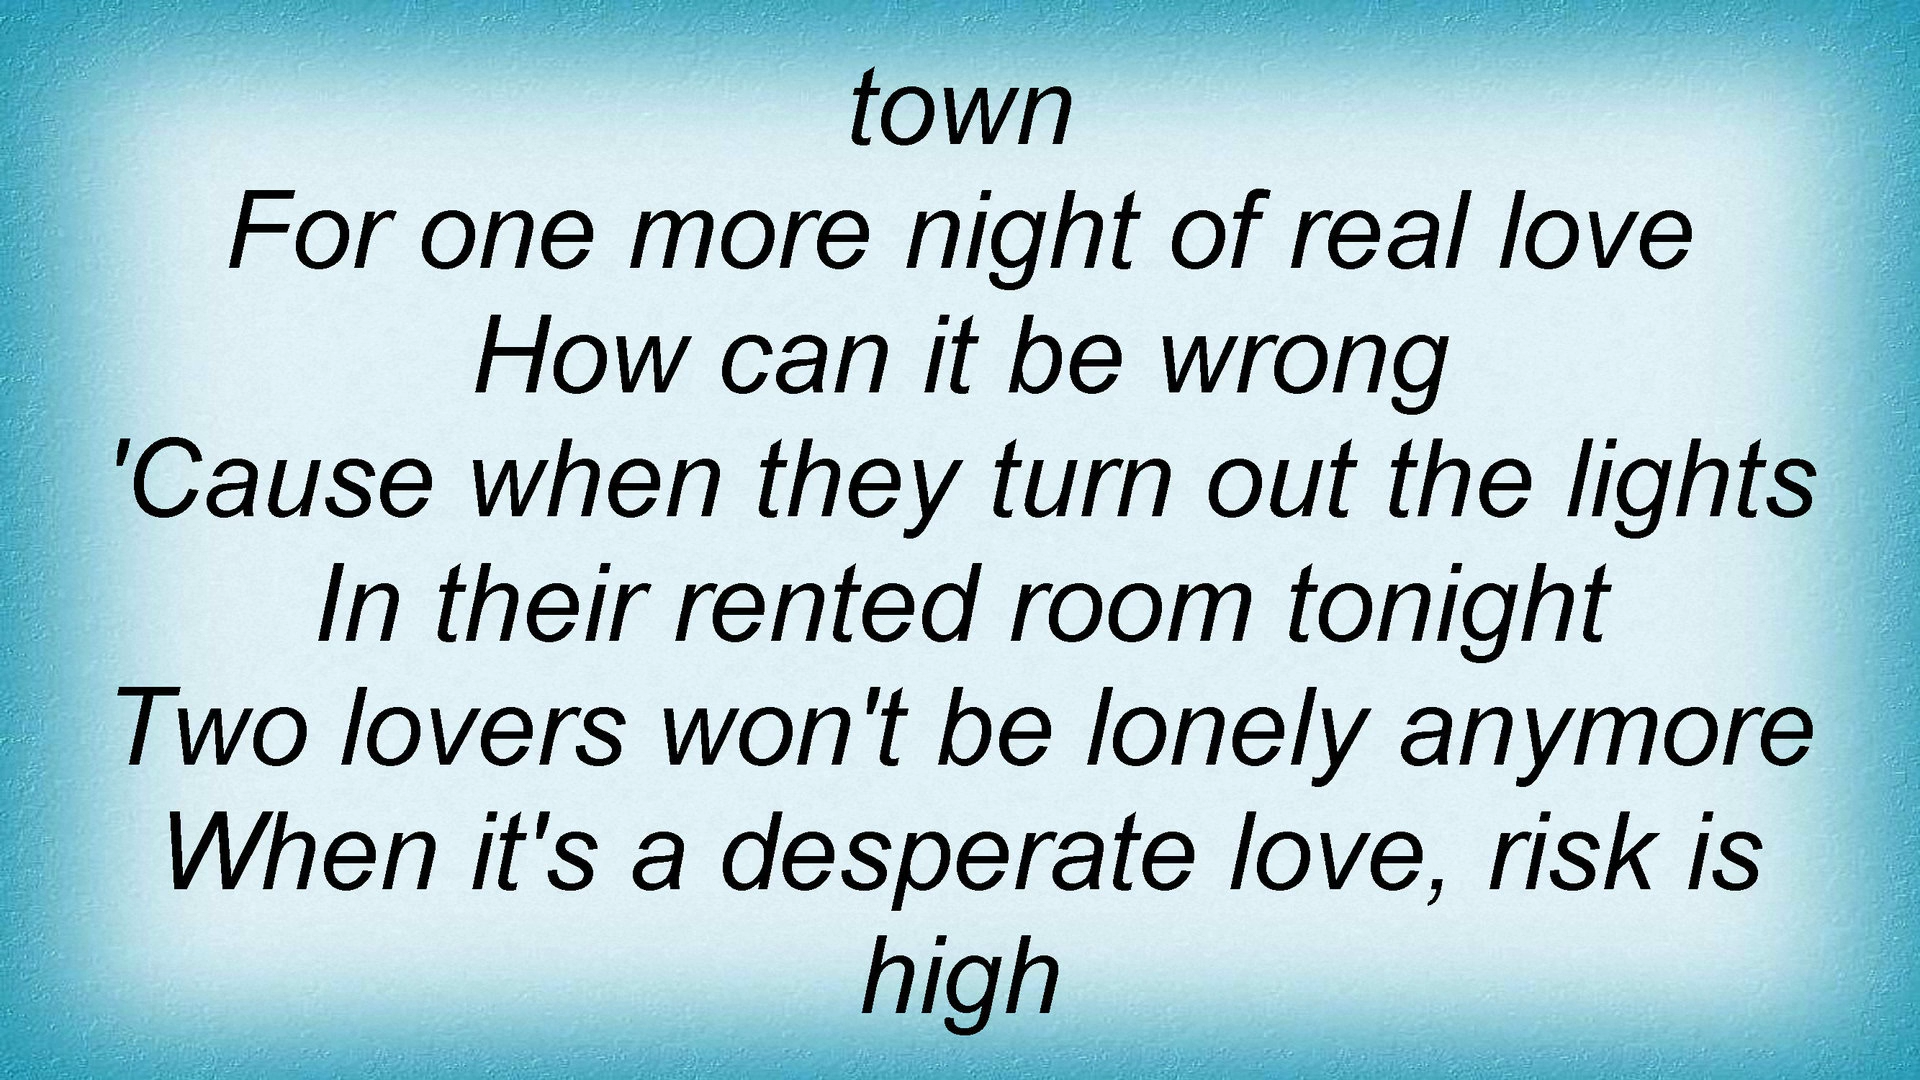 town
For one more night of real love
How can it be wrong
'Cause when they turn out the lights
In their rented room tonight
Two lovers won't be lonely anymore
When it's a desperate love, risk is
high